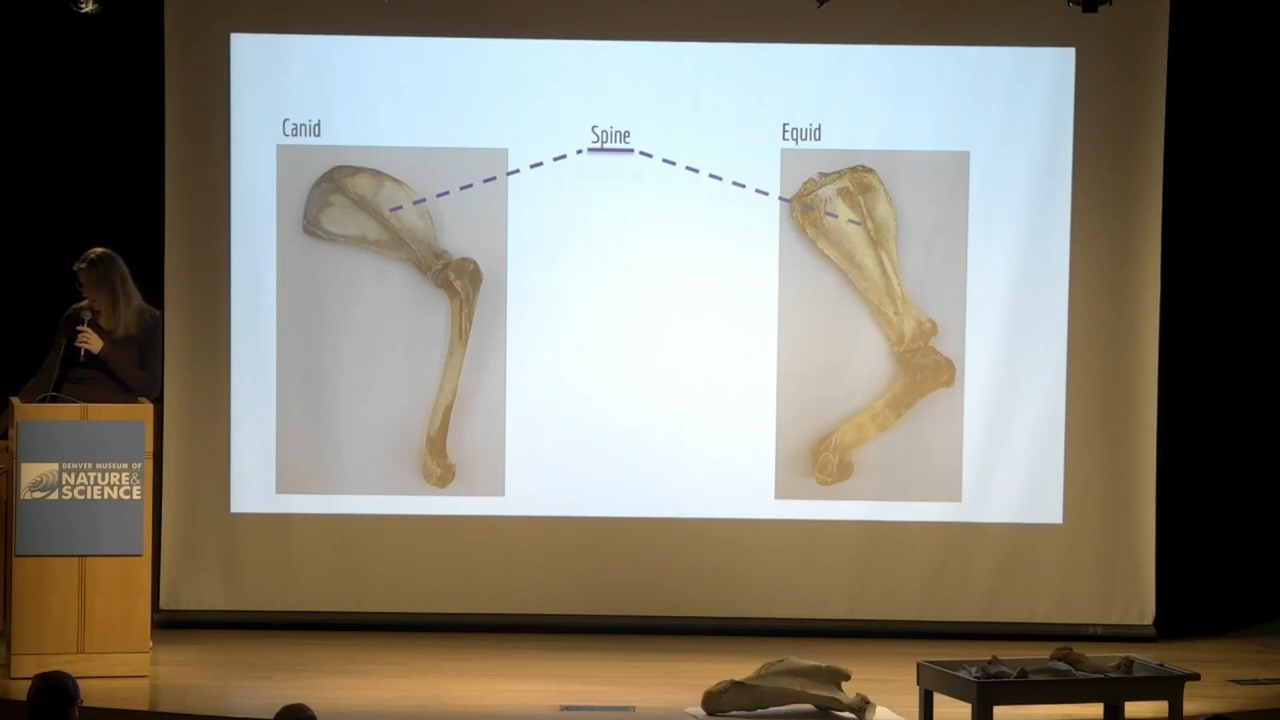 Canid
Spine
Equid
DENVER MUSEUM OF
NATURE &
SCIENCE